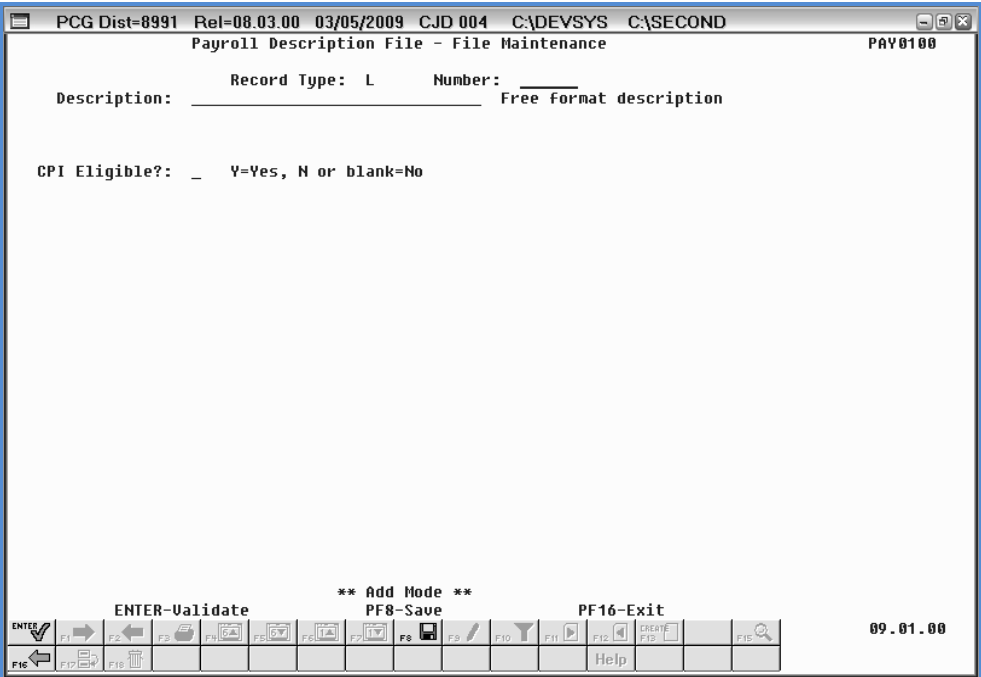 PCG Dist=8991 Rel=08.03.00 03/05/2009 CJD 004 C:\DEVSYS C:\SECOND
Payroll Description File - File Maintenance PAY0100
Record Type: L Number: ______
Description: ______________________________ Free format description
CPI Eligible?: _ Y=Yes, N or blank=No
** Add Mode **
ENTER-Validate PF8-Save PF16-Exit
ENTER F1 F2 F3 F4 F5 F6 F7 F8 F9 F10 F11 F12 CREATE F13 F15 09.01.00
F16 F17 F18 Help